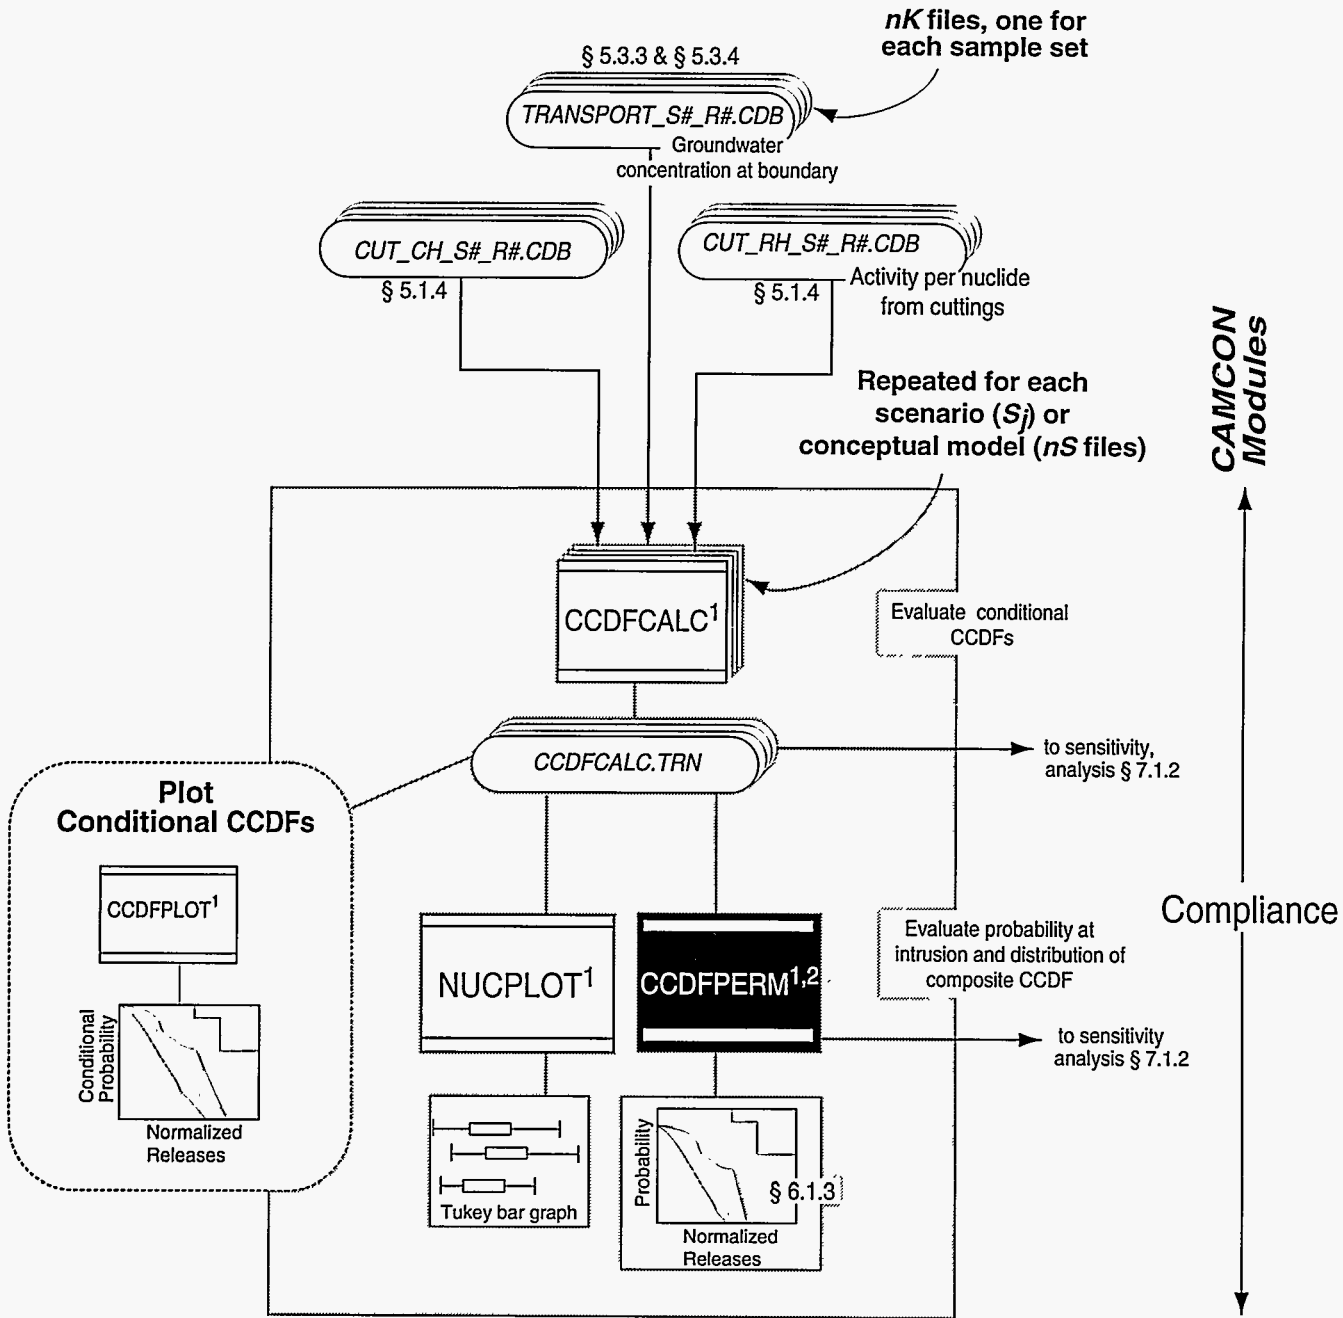 nK files, one for
each sample set
§ 5.3.3 & § 5.3.4
TRANSPORT_S#_R#.CDB
Groundwater
concentration at boundary
CUT_CH_S#_R#.CDB
§ 5.1.4
CUT_RH_S#_R#.CDB
§ 5.1.4
Activity per nuclide
from cuttings
Repeated for each
scenario (Sj) or
conceptual model (nS files)
CAMCON
Modules
CCDFCALC1
Evaluate conditional
CCDFs
CCDFCALC.TRN
to sensitivity,
analysis § 7.1.2
Plot
Conditional CCDFs
CCDFPLOT1
Conditional
Probability
Normalized
Releases
NUCPLOT1
CCDFPERM1,2
Evaluate probability at
intrusion and distribution of
composite CCDF
Compliance
to sensitivity
analysis § 7.1.2
Tukey bar graph
Probability
§ 6.1.3
Normalized
Releases